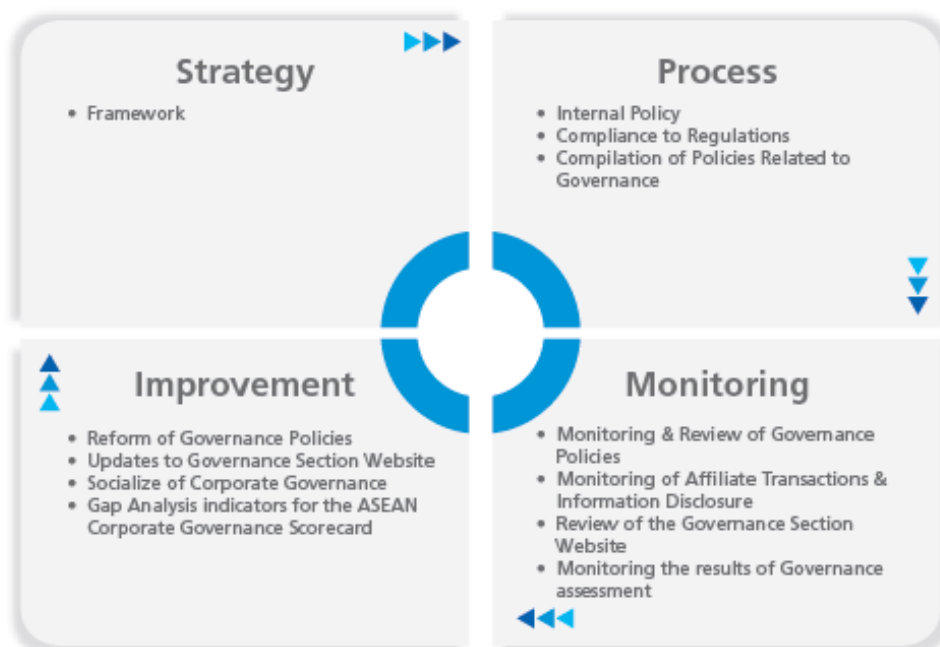 Strategy
• Framework
Process
• Internal Policy
• Compliance to Regulations
• Compilation of Policies Related to
Governance
Improvement
• Reform of Governance Policies
• Updates to Governance Section Website
• Socialize of Corporate Governance
• Gap Analysis indicators for the ASEAN
Corporate Governance Scorecard
Monitoring
• Monitoring & Review of Governance
Policies
• Monitoring of Affiliate Transactions &
Information Disclosure
• Review of the Governance Section
Website
• Monitoring the results of Governance
assessment